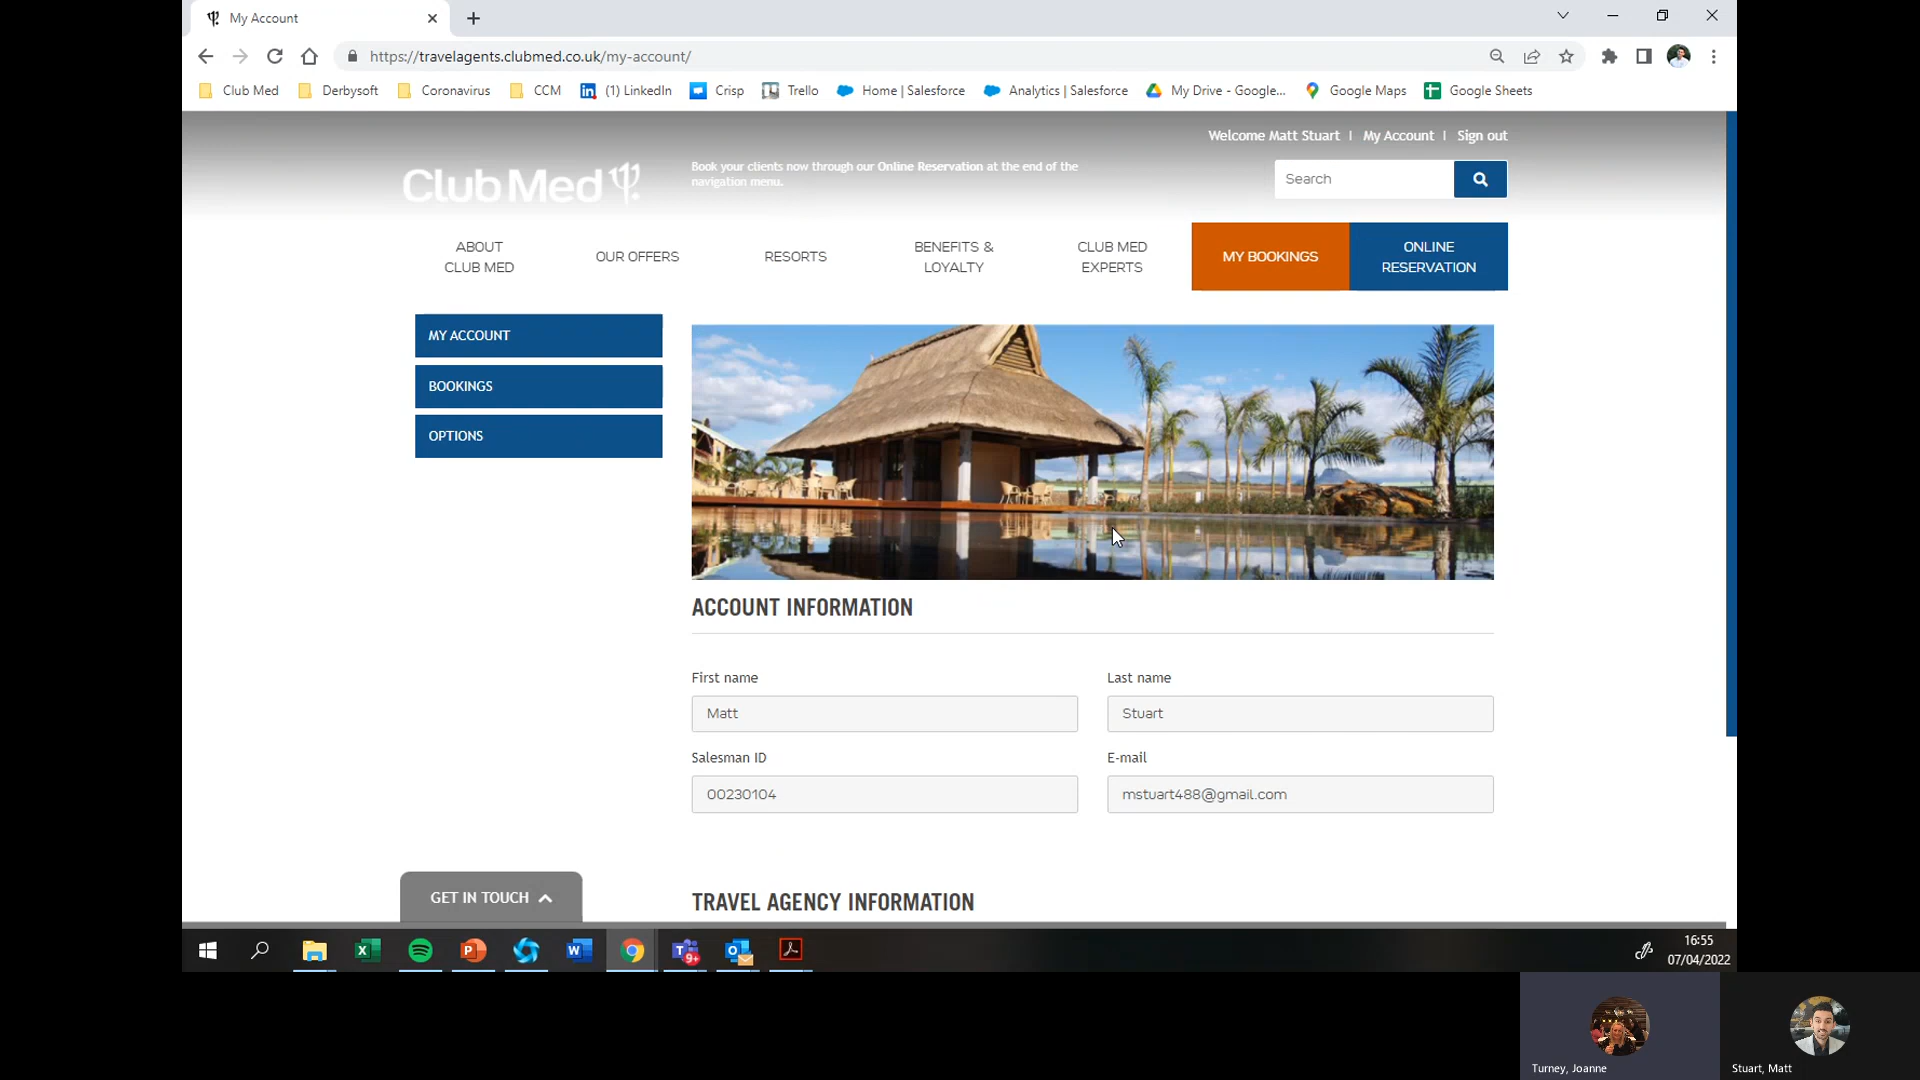 My Account
https://travelagents.clubmed.co.uk/my-account/
Club Med Derbysoft Coronavirus CCM (1) LinkedIn Crisp Trello Home | Salesforce Analytics | Salesforce My Drive - Google... Google Maps Google Sheets
Welcome Matt Stuart | My Account | Sign out
Club Med
Book your clients now through our Online Reservation at the end of the
navigation menu.
Search
ABOUT
CLUB MED
OUR OFFERS
RESORTS
BENEFITS &
LOYALTY
CLUB MED
EXPERTS
MY BOOKINGS
ONLINE
RESERVATION
MY ACCOUNT
BOOKINGS
OPTIONS
ACCOUNT INFORMATION
First name
Last name
Matt
Stuart
Salesman ID
E-mail
00230104
mstuart488@gmail.com
GET IN TOUCH
TRAVEL AGENCY INFORMATION
9+
16:55
07/04/2022
Turney, Joanne
Stuart, Matt